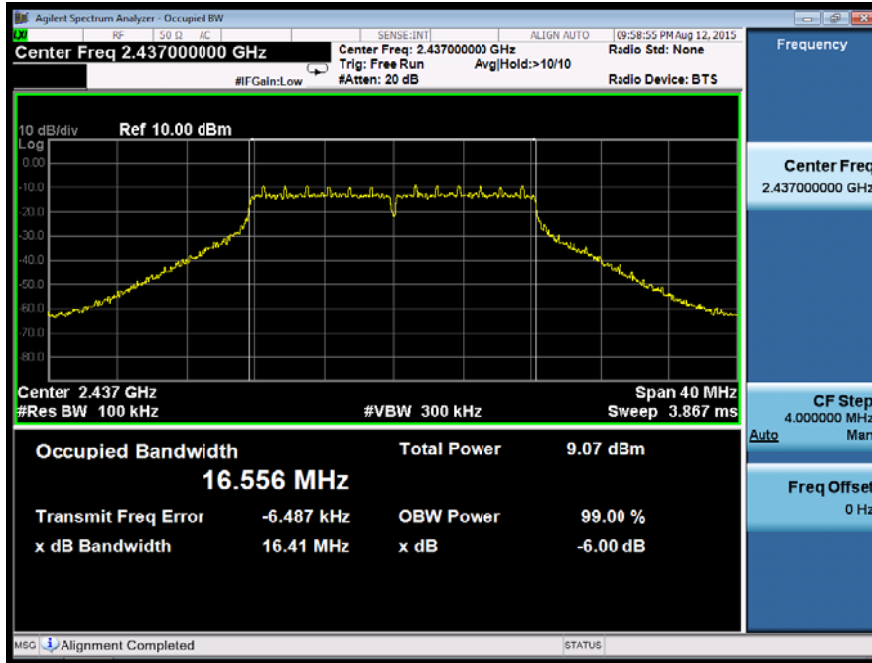 Agilent Spectrum Analyzer - Occupied BW
LXI RF 50 Ω AC SENSE:INT ALIGN AUTO 09:58:55 PM Aug 12, 2015
Center Freq 2.437000000 GHz
Center Freq: 2.437000000 GHz
Radio Std: None
Trig: Free Run Avg|Hold:>10/10
#IFGain:Low #Atten: 20 dB Radio Device: BTS
Frequency
10 dB/div Ref 10.00 dBm
Log
0.00
-10.0
-20.0
-30.0
-40.0
-50.0
-60.0
-70.0
-80.0
Center Freq
2.437000000 GHz
Center 2.437 GHz Span 40 MHz
#Res BW 100 kHz #VBW 300 kHz Sweep 3.867 ms
CF Step
4.000000 MHz
Auto Man
Occupied Bandwidth Total Power 9.07 dBm
16.556 MHz
Transmit Freq Error -6.487 kHz OBW Power 99.00 %
x dB Bandwidth 16.41 MHz x dB -6.00 dB
Freq Offset
0 Hz
MSG Alignment Completed STATUS